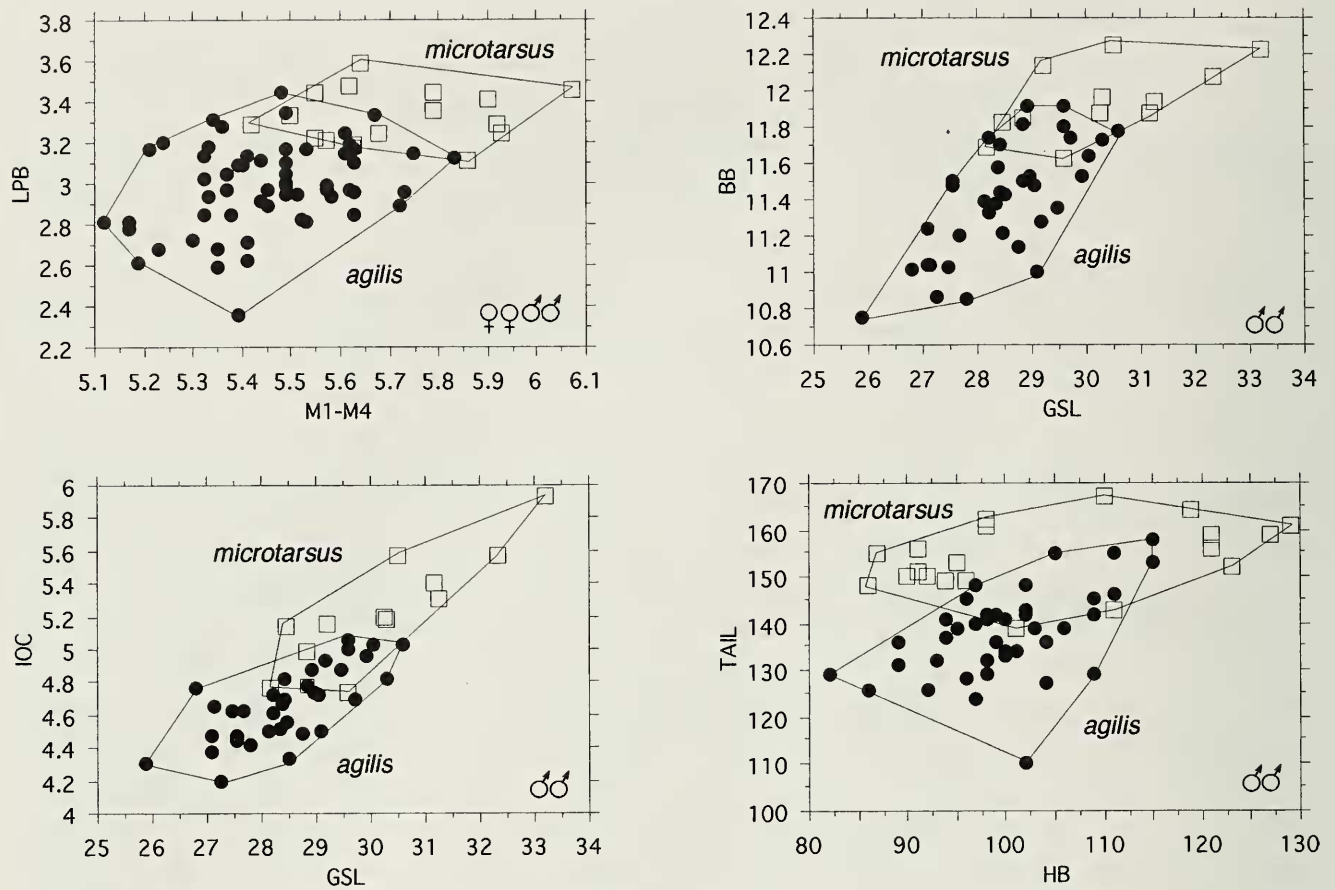 3.8
3.6
3.4
3.2
3
2.8
2.6
2.4
2.2
LPB
microtarsus
agilis
♀♀♂♂
5.1 5.2 5.3 5.4 5.5 5.6 5.7 5.8 5.9 6 6.1
M1-M4
12.4
12.2
12
11.8
11.6
11.4
11.2
11
10.8
10.6
BB
microtarsus
agilis
♂♂
25 26 27 28 29 30 31 32 33 34
GSL
6
5.8
5.6
5.4
5.2
5
4.8
4.6
4.4
4.2
4
IOC
microtarsus
agilis
♂♂
25 26 27 28 29 30 31 32 33 34
GSL
170
160
150
140
130
120
110
100
TAIL
microtarsus
agilis
♂♂
80 90 100 110 120 130
HB